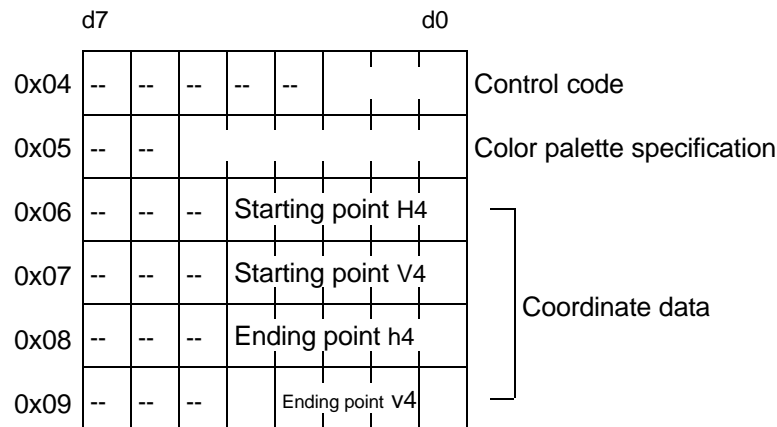 d7 d0
0x04 -- -- -- -- -- Control code
0x05 -- -- Color palette specification
0x06 -- -- -- Starting point H4
0x07 -- -- -- Starting point V4
Coordinate data
0x08 -- -- -- Ending point h4
0x09 -- -- -- Ending point v4